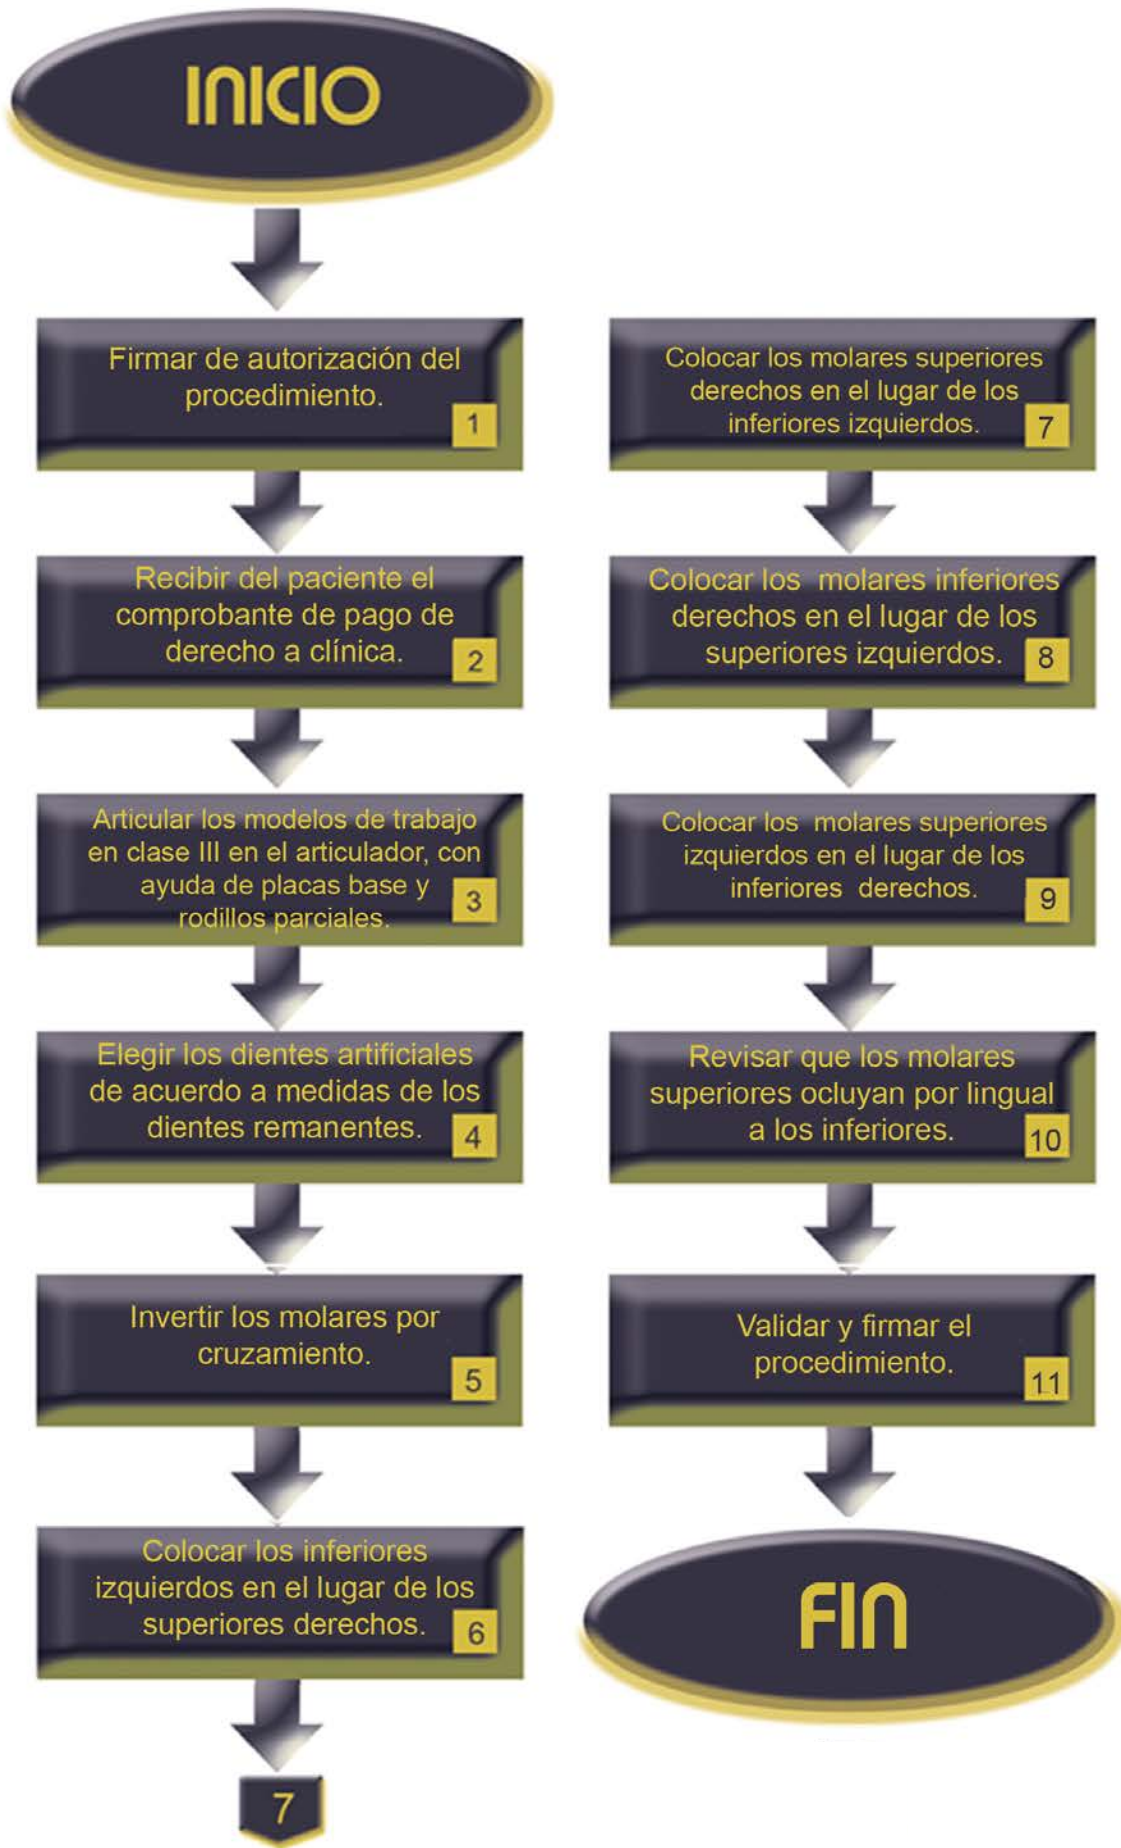 INICIO
Firmar de autorización del
procedimiento.
1
Recibir del paciente el
comprobante de pago de
derecho a clínica.
2
Articular los modelos de trabajo
en clase III en el articulador, con
ayuda de placas base y
rodillos parciales.
3
Elegir los dientes artificiales
de acuerdo a medidas de los
dientes remanentes.
4
Invertir los molares por
cruzamiento.
5
Colocar los inferiores
izquierdos en el lugar de los
superiores derechos.
6
7
Colocar los molares superiores
derechos en el lugar de los
inferiores izquierdos.
7
Colocar los molares inferiores
derechos en el lugar de los
superiores izquierdos.
8
Colocar los molares superiores
izquierdos en el lugar de los
inferiores derechos.
9
Revisar que los molares
superiores ocluyan por lingual
a los inferiores.
10
Validar y firmar el
procedimiento.
11
FIN